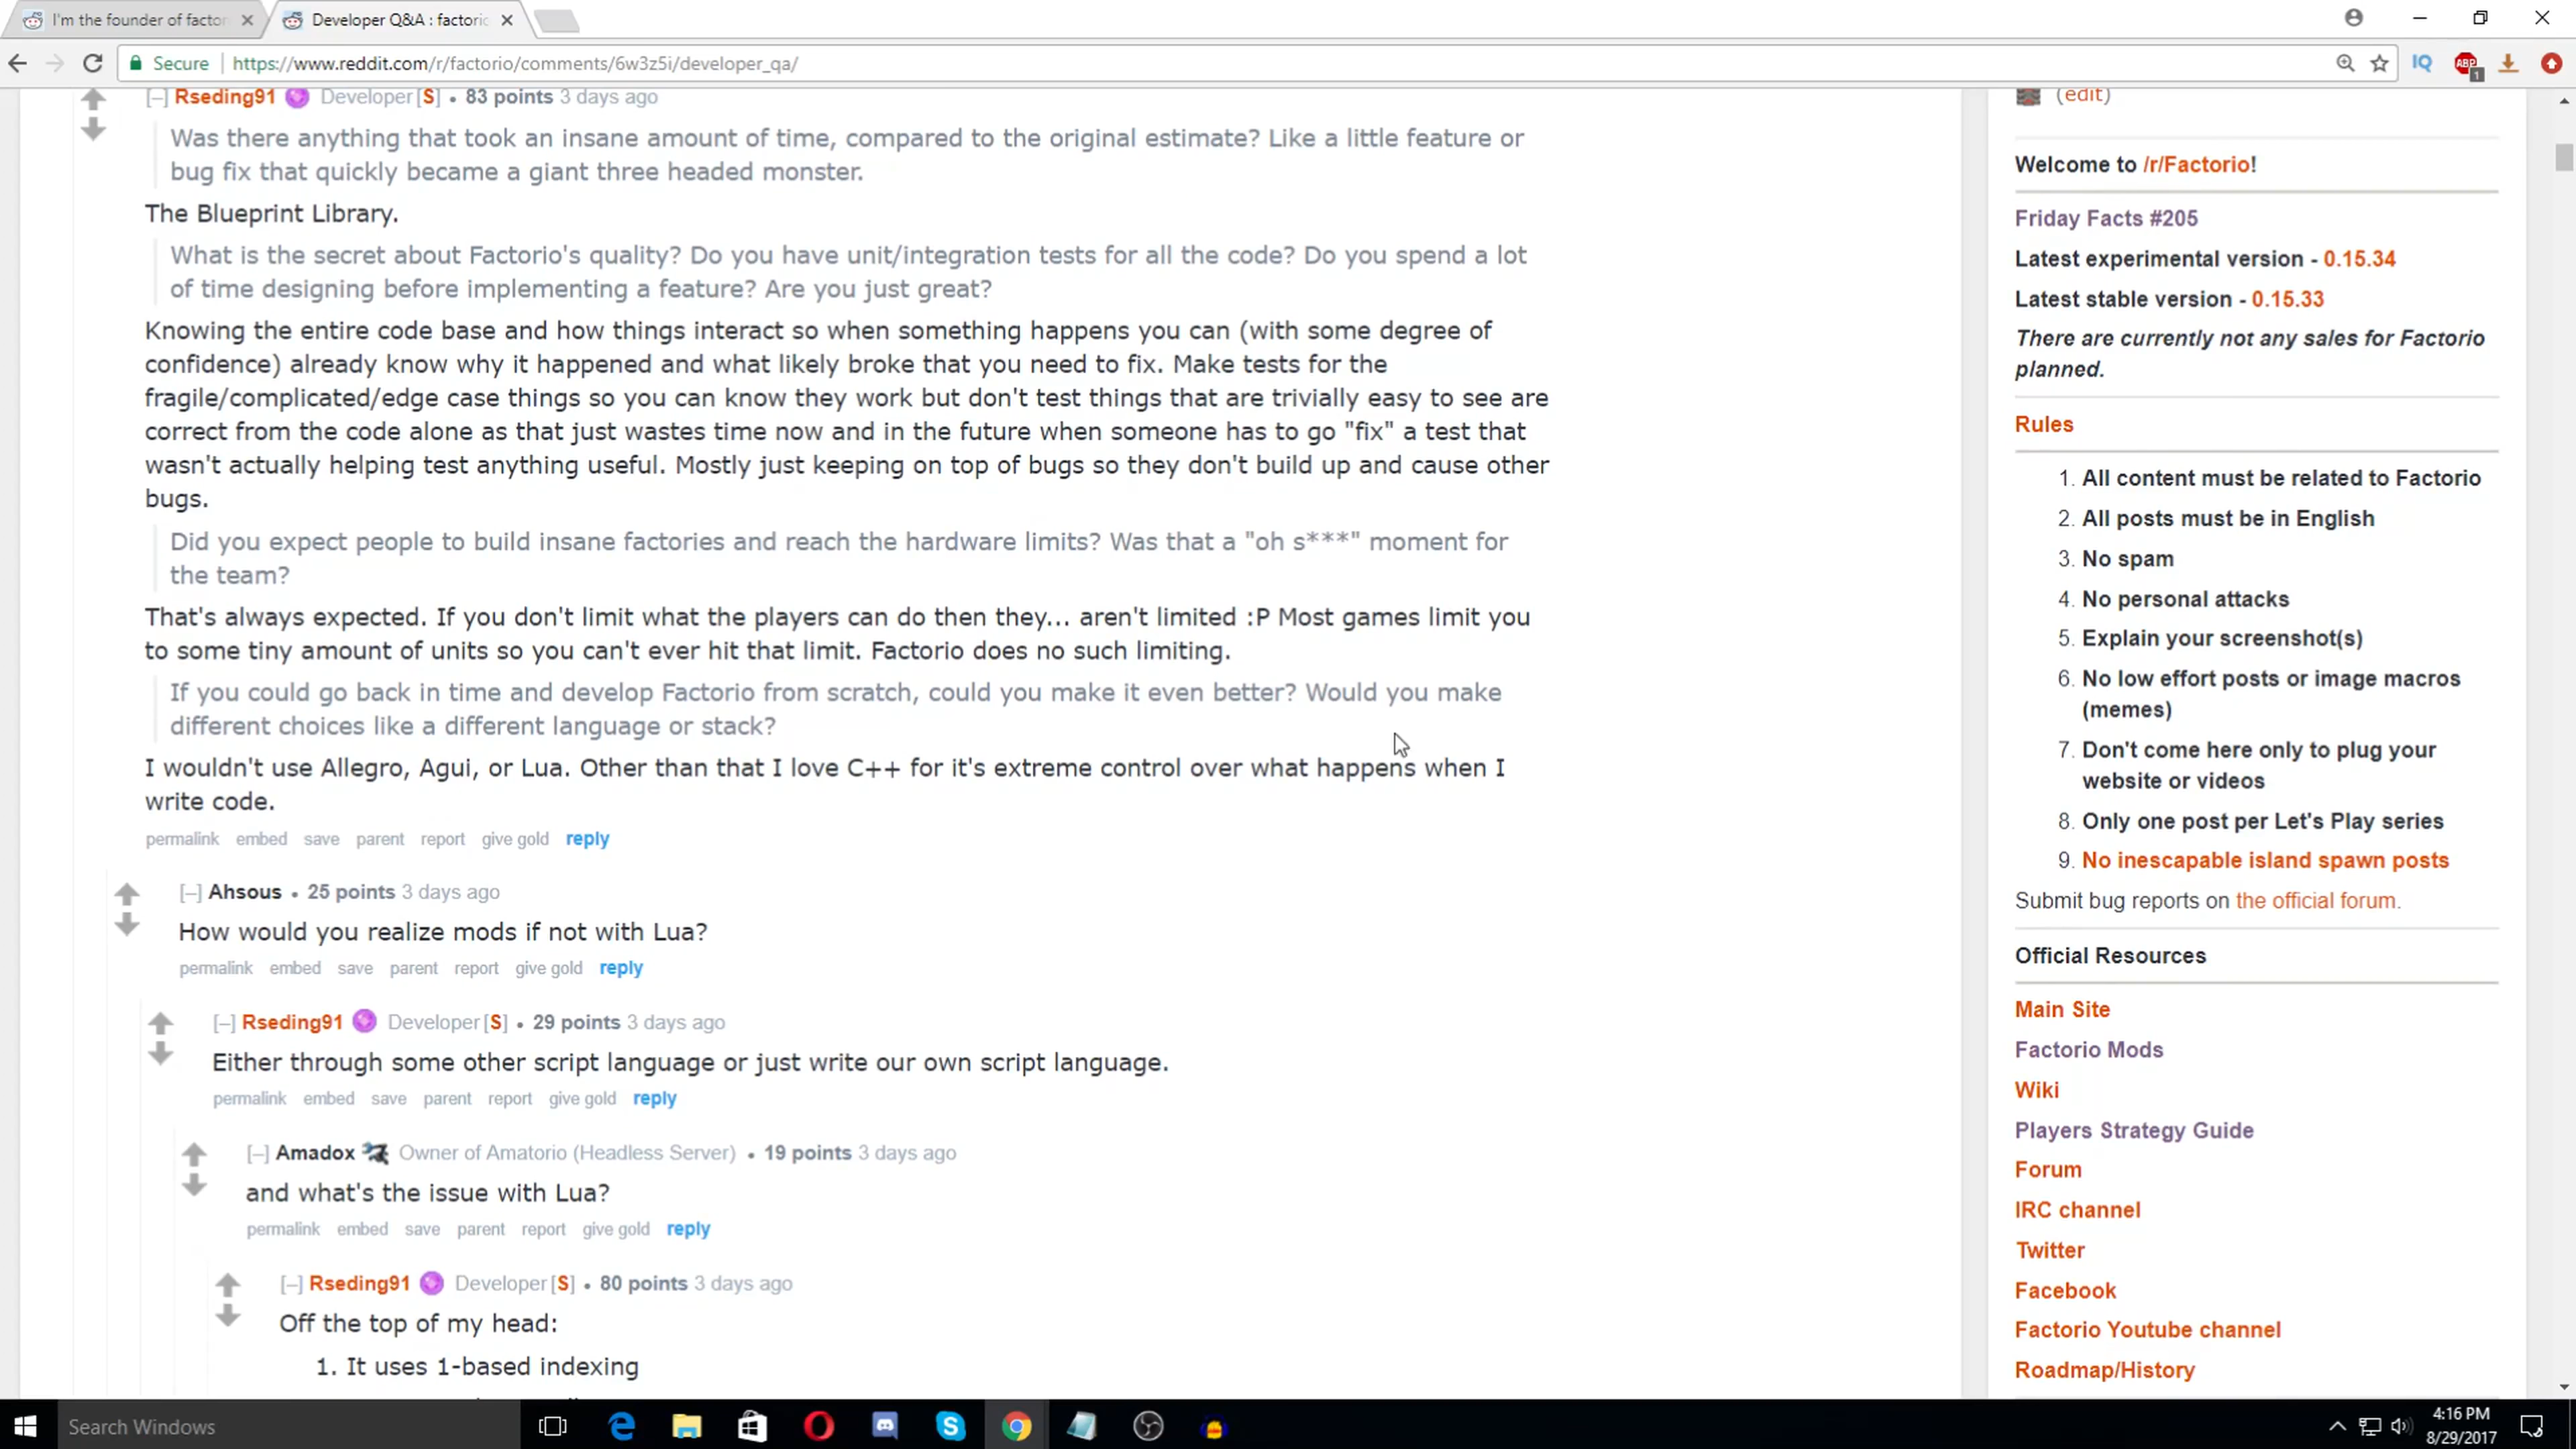 I'm the founder of factor
Developer Q&A : factoric
Secure
https://www.reddit.com/r/factorio/comments/6w3z5i/developer_qa/
IQ
ABP
1
[–] Rseding91 Developer [S] • 83 points 3 days ago
Was there anything that took an insane amount of time, compared to the original estimate? Like a little feature or
bug fix that quickly became a giant three headed monster.
The Blueprint Library.
What is the secret about Factorio's quality? Do you have unit/integration tests for all the code? Do you spend a lot
of time designing before implementing a feature? Are you just great?
Knowing the entire code base and how things interact so when something happens you can (with some degree of
confidence) already know why it happened and what likely broke that you need to fix. Make tests for the
fragile/complicated/edge case things so you can know they work but don't test things that are trivially easy to see are
correct from the code alone as that just wastes time now and in the future when someone has to go "fix" a test that
wasn't actually helping test anything useful. Mostly just keeping on top of bugs so they don't build up and cause other
bugs.
Did you expect people to build insane factories and reach the hardware limits? Was that a "oh s***" moment for
the team?
That's always expected. If you don't limit what the players can do then they... aren't limited :P Most games limit you
to some tiny amount of units so you can't ever hit that limit. Factorio does no such limiting.
If you could go back in time and develop Factorio from scratch, could you make it even better? Would you make
different choices like a different language or stack?
I wouldn't use Allegro, Agui, or Lua. Other than that I love C++ for it's extreme control over what happens when I
write code.
permalink embed save parent report give gold reply
[–] Ahsous • 25 points 3 days ago
How would you realize mods if not with Lua?
permalink embed save parent report give gold reply
[–] Rseding91 Developer [S] • 29 points 3 days ago
Either through some other script language or just write our own script language.
permalink embed save parent report give gold reply
[–] Amadox Owner of Amatorio (Headless Server) • 19 points 3 days ago
and what's the issue with Lua?
permalink embed save parent report give gold reply
[–] Rseding91 Developer [S] • 80 points 3 days ago
Off the top of my head:
1. It uses 1-based indexing
(edit)
Welcome to /r/Factorio!
Friday Facts #205
Latest experimental version - 0.15.34
Latest stable version - 0.15.33
There are currently not any sales for Factorio
planned.
Rules
1. All content must be related to Factorio
2. All posts must be in English
3. No spam
4. No personal attacks
5. Explain your screenshot(s)
6. No low effort posts or image macros
(memes)
7. Don't come here only to plug your
website or videos
8. Only one post per Let's Play series
9. No inescapable island spawn posts
Submit bug reports on the official forum.
Official Resources
Main Site
Factorio Mods
Wiki
Players Strategy Guide
Forum
IRC channel
Twitter
Facebook
Factorio Youtube channel
Roadmap/History
Search Windows
4:16 PM
8/29/2017